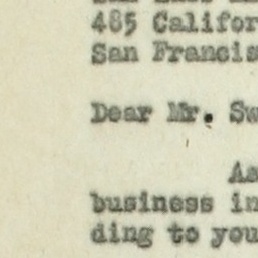 485 Califor
San Francis
Dear Mr. Sw
As
business in
ding to you